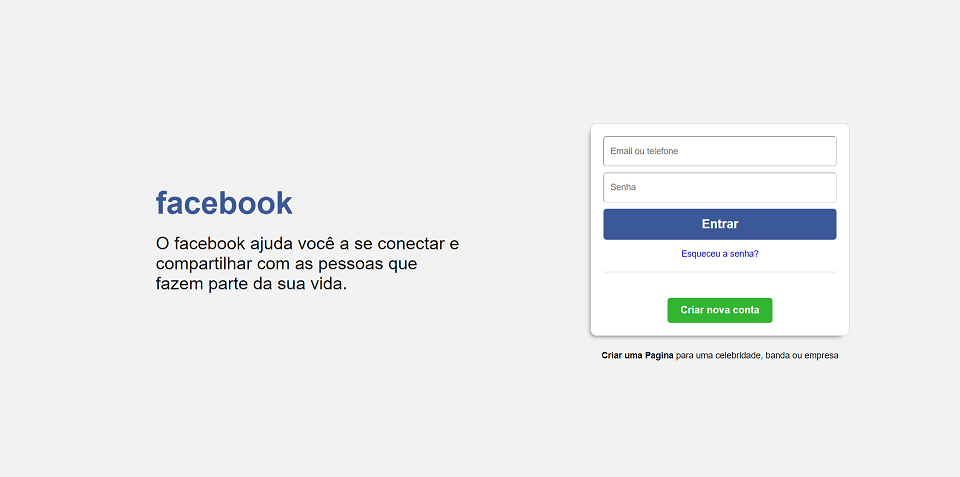 facebook
O facebook ajuda você a se conectar e
compartilhar com as pessoas que
fazem parte da sua vida.
Email ou telefone
Senha
Entrar
Esqueceu a senha?
Criar nova conta
Criar uma Pagina para uma celebridade, banda ou empresa